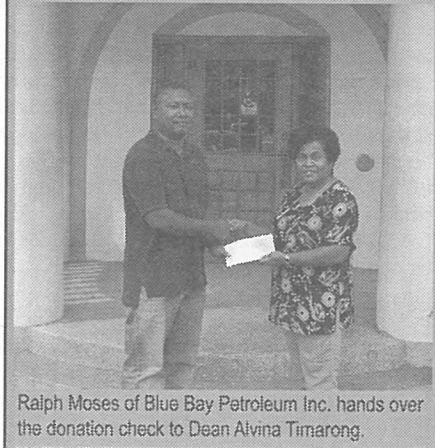 Ralph Moses of Blue Bay Petroleum Inc. hands over
the donation check to Dean Alvina Timarong.